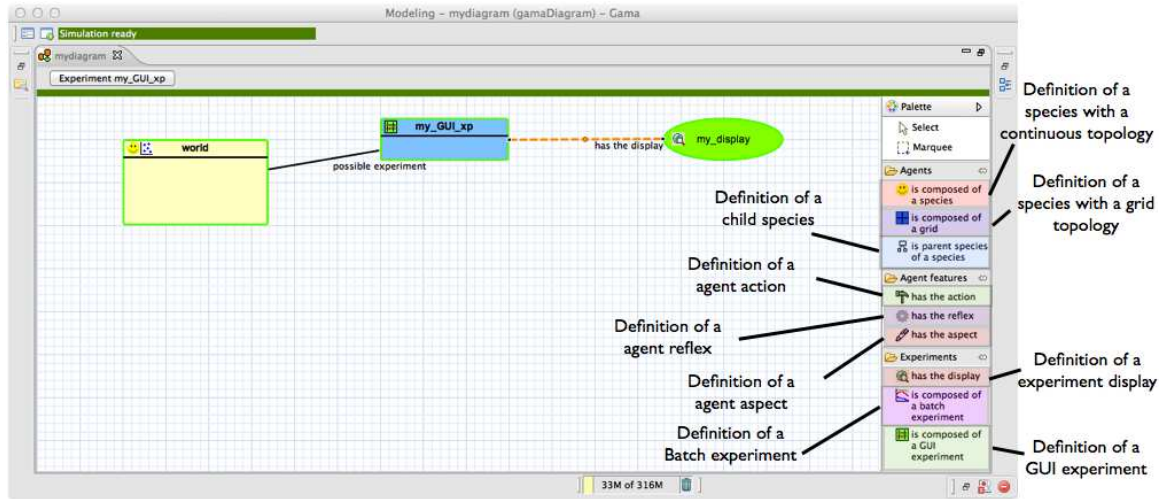 Modeling - mydiagram (gamaDiagram) - Gama
Simulation ready
mydiagram
Experiment my_GUI_xp
world
possible experiment
my_GUI_xp
has the display
my_display
Palette
Select
Marquee
Agents
is composed of
a species
is composed of
a grid
is parent species
of a species
Agent features
has the action
has the reflex
has the aspect
Experiments
has the display
is composed of
a batch
experiment
is composed of
a GUI
experiment
Definition of a
species with a
continuous topology
Definition of a
species with a grid
topology
Definition of a
child species
Definition of a
agent action
Definition of a
agent reflex
Definition of a
agent aspect
Definition of a
Batch experiment
Definition of a
experiment display
Definition of a
GUI experiment
33M of 316M